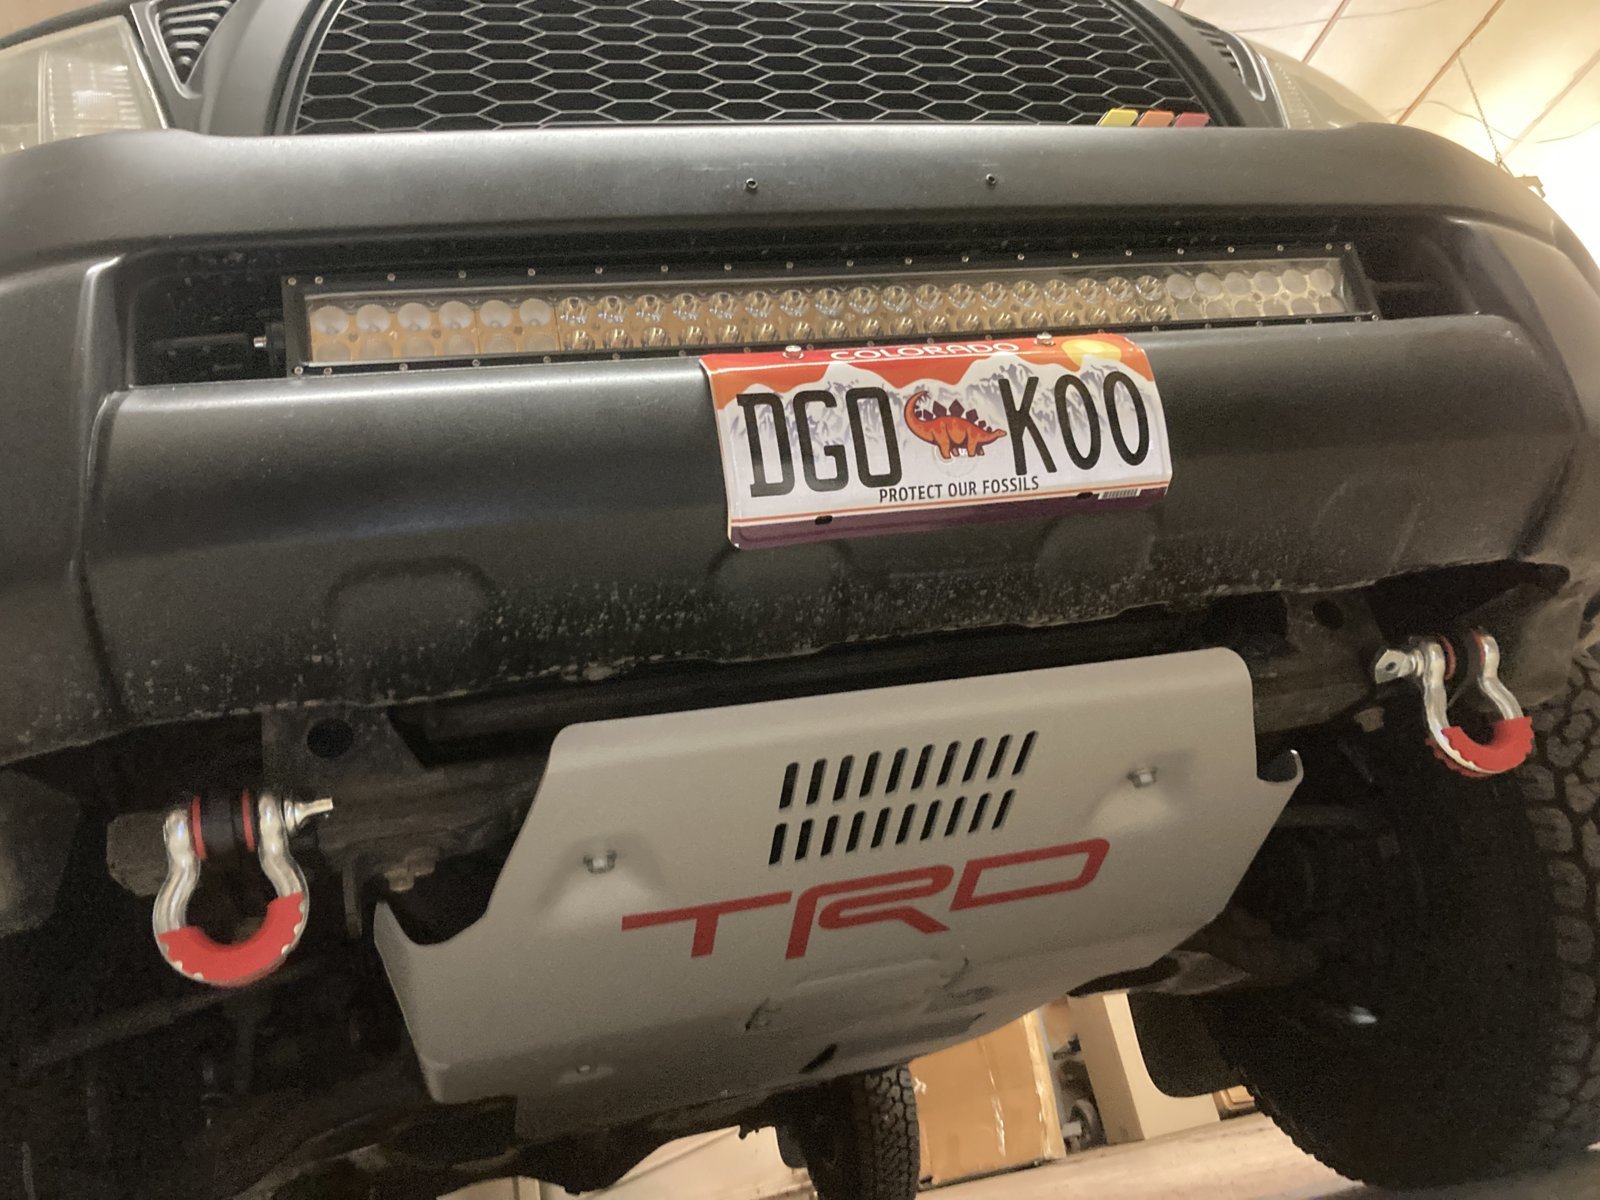 COLORADO
DGO KOO
PROTECT OUR FOSSILS
TRD